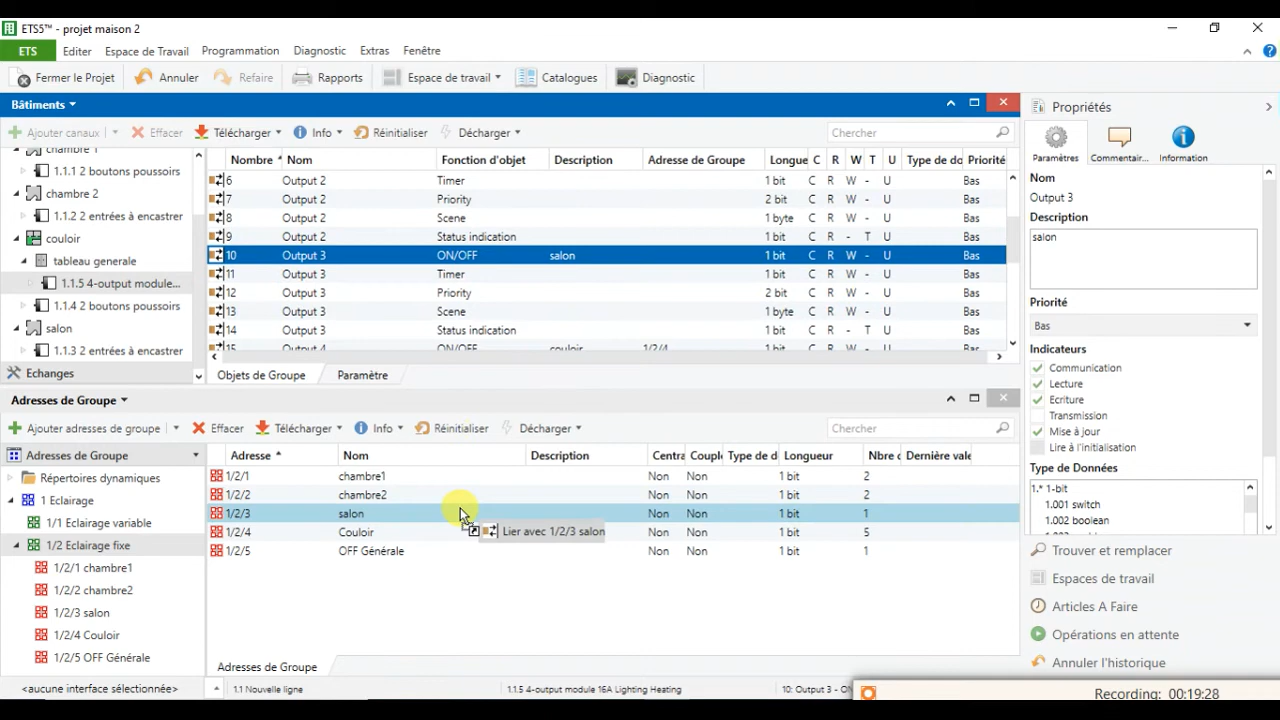 ETS5™ - projet maison 2
ETS Editer Espace de Travail Programmation Diagnostic Extras Fenêtre
Fermer le Projet Annuler Refaire Rapports Espace de travail Catalogues Diagnostic
Bâtiments
Ajouter canaux Effacer Télécharger Info Réinitialiser Décharger Chercher
chambre 1
1.1.1 2 boutons poussoirs
chambre 2
1.1.2 2 entrées à encastrer
couloir
tableau generale
1.1.5 4-output module...
1.1.4 2 boutons poussoirs
salon
1.1.3 2 entrées à encastrer
Echanges
Nombre Nom Fonction d'objet Description Adresse de Groupe Longue C R W T U Type de do Priorité
6 Output 2 Timer 1 bit C R W - U Bas
7 Output 2 Priority 2 bit C R W - U Bas
8 Output 2 Scene 1 byte C R W - U Bas
9 Output 2 Status indication 1 bit C R - T U Bas
10 Output 3 ON/OFF salon 1 bit C R W - U Bas
11 Output 3 Timer 1 bit C R W - U Bas
12 Output 3 Priority 2 bit C R W - U Bas
13 Output 3 Scene 1 byte C R W - U Bas
14 Output 3 Status indication 1 bit C R - T U Bas
15 Output 4 ON/OFF couloir 1/2/4 1 bit C R W - U Bas
Objets de Groupe Paramètre
Adresses de Groupe
Ajouter adresses de groupe Effacer Télécharger Info Réinitialiser Décharger Chercher
Adresses de Groupe
Répertoires dynamiques
1 Eclairage
1/1 Eclairage variable
1/2 Eclairage fixe
1/2/1 chambre1
1/2/2 chambre2
1/2/3 salon
1/2/4 Couloir
1/2/5 OFF Générale
Adresse Nom Description Centra Couple Type de d Longueur Nbre d Dernière vale
1/2/1 chambre1 Non Non 1 bit 2
1/2/2 chambre2 Non Non 1 bit 2
1/2/3 salon Non Non 1 bit 1
1/2/4 Couloir Non Non 1 bit 5
1/2/5 OFF Générale Non Non 1 bit 1
Lier avec 1/2/3 salon
Adresses de Groupe
Propriétés
Paramètres Commentair... Information
Nom
Output 3
Description
salon
Priorité
Bas
Indicateurs
Communication
Lecture
Ecriture
Transmission
Mise à jour
Lire à l'initialisation
Type de Données
1.* 1-bit
1.001 switch
1.002 boolean
Trouver et remplacer
Espaces de travail
Articles A Faire
Opérations en attente
Annuler l'historique
<aucune interface sélectionnée> 1.1 Nouvelle ligne 1.1.5 4-output module 16A Lighting Heating 10: Output 3 - ON
Recording: 00:19:28